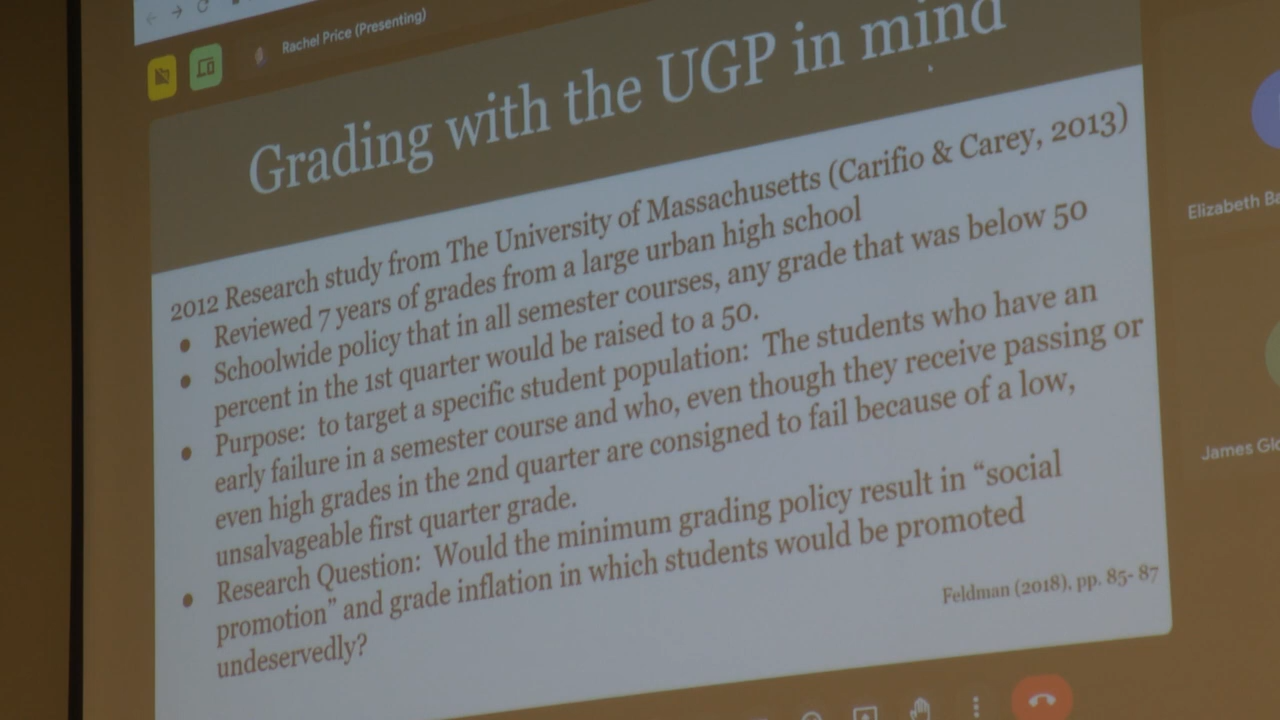 Rachel Price (Presenting)
Grading with the UGP in mind
2012 Research study from The University of Massachusetts (Carifio & Carey, 2013)
● Reviewed 7 years of grades from a large urban high school
● Schoolwide policy that in all semester courses, any grade that was below 50
percent in the 1st quarter would be raised to a 50.
● Purpose: to target a specific student population: The students who have an
early failure in a semester course and who, even though they receive passing or
even high grades in the 2nd quarter are consigned to fail because of a low,
unsalvageable first quarter grade.
● Research Question: Would the minimum grading policy result in “social
promotion” and grade inflation in which students would be promoted
undeservedly?
Feldman (2018), pp. 85- 87
Elizabeth
James